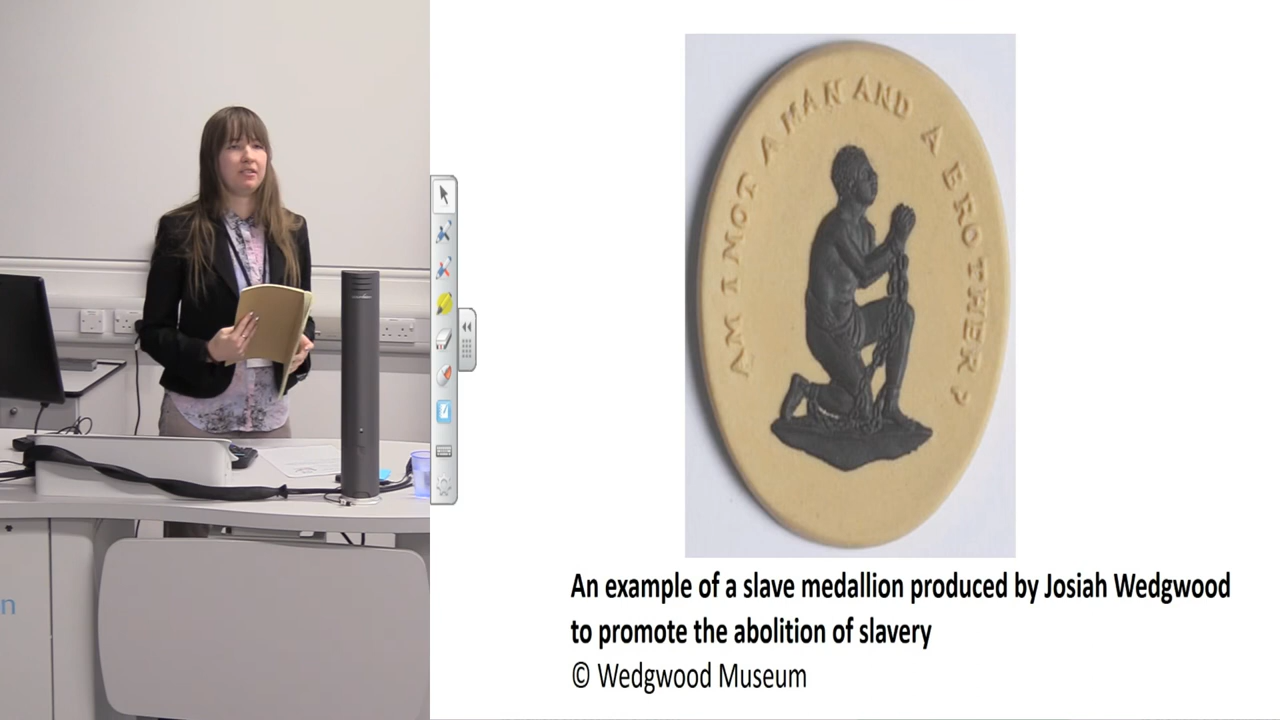 AM I NOT A MAN AND A BROTHER?
An example of a slave medallion produced by Josiah Wedgwood
to promote the abolition of slavery
© Wedgwood Museum
n